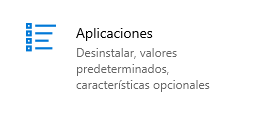 Aplicaciones
Desinstalar, valores
predeterminados,
características opcionales